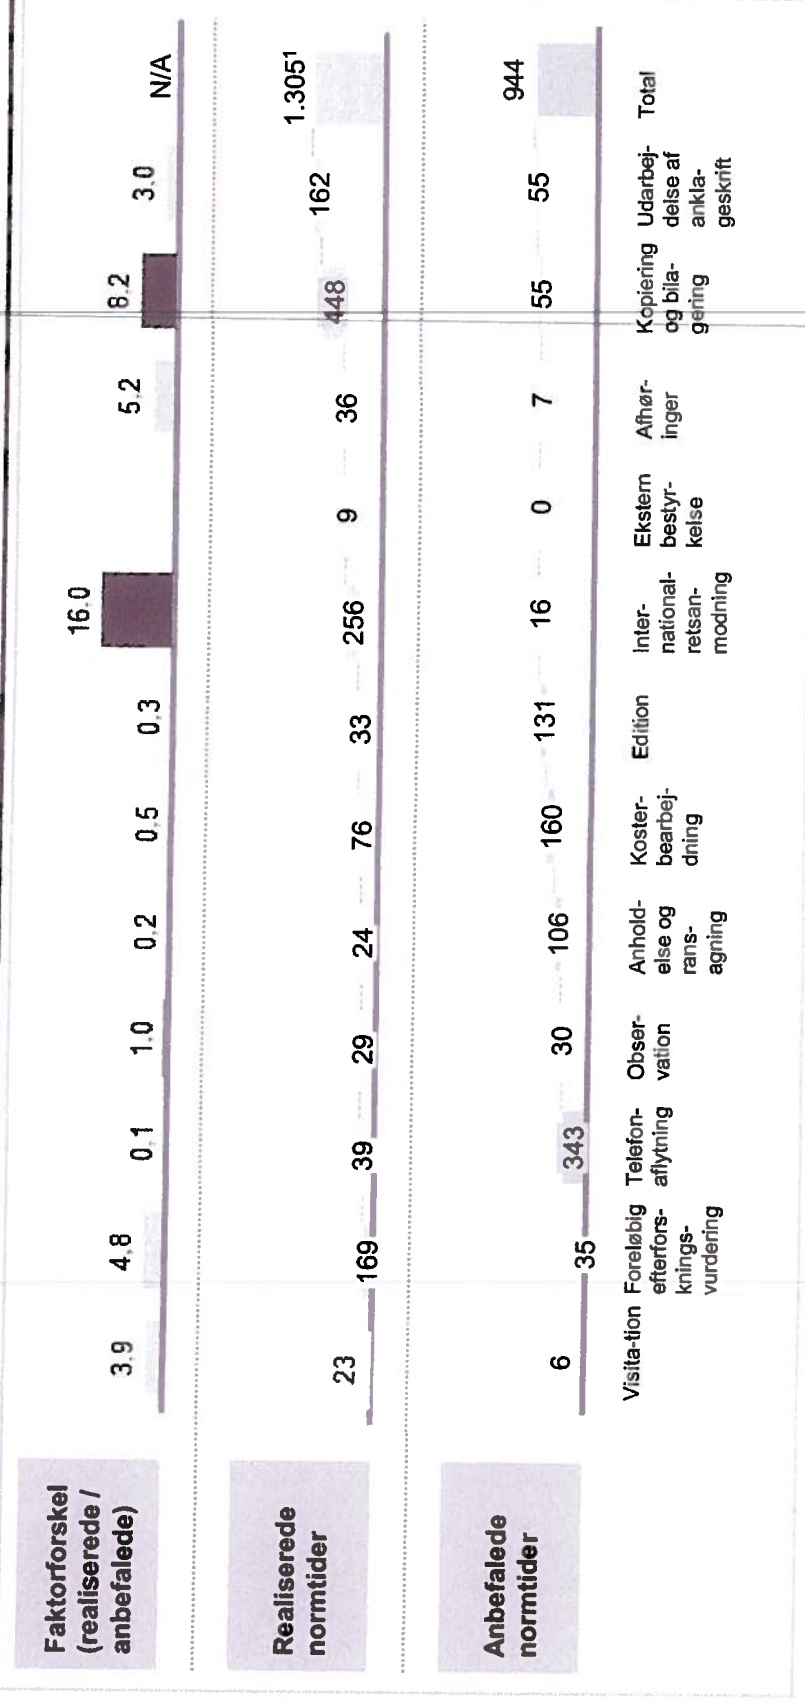 Faktorforskel
(realiserede /
anbefalede)
3.9
4,8
0,1
1.0
0,2
0,5
0,3
16.0
5,2
8.2
3.0
N/A
Realiserede
normtider
23
169
39
29
24
76
33
256
9
36
448
162
1.305¹
Anbefalede
normtider
6
35
343
30
106
160
131
16
0
7
55
55
944
Visita-tion
Foreløbig
efterfors-
knings-
vurdering
Telefon-
aflytning
Obser-
vation
Anhold-
else og
rans-
agning
Koster-
bearbej-
dning
Edition
Inter-
national-
retsan-
modning
Ekstern
bestyr-
kelse
Afhør-
inger
Kopiering
og bila-
gering
Udarbej-
delse af
ankla-
geskrift
Total